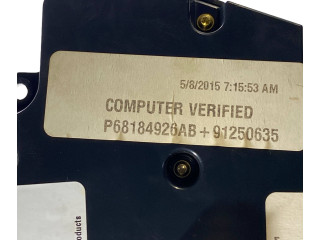 5/8/2015 7:15:53 AM
COMPUTER VERIFIED
P68184926AB + 91250635